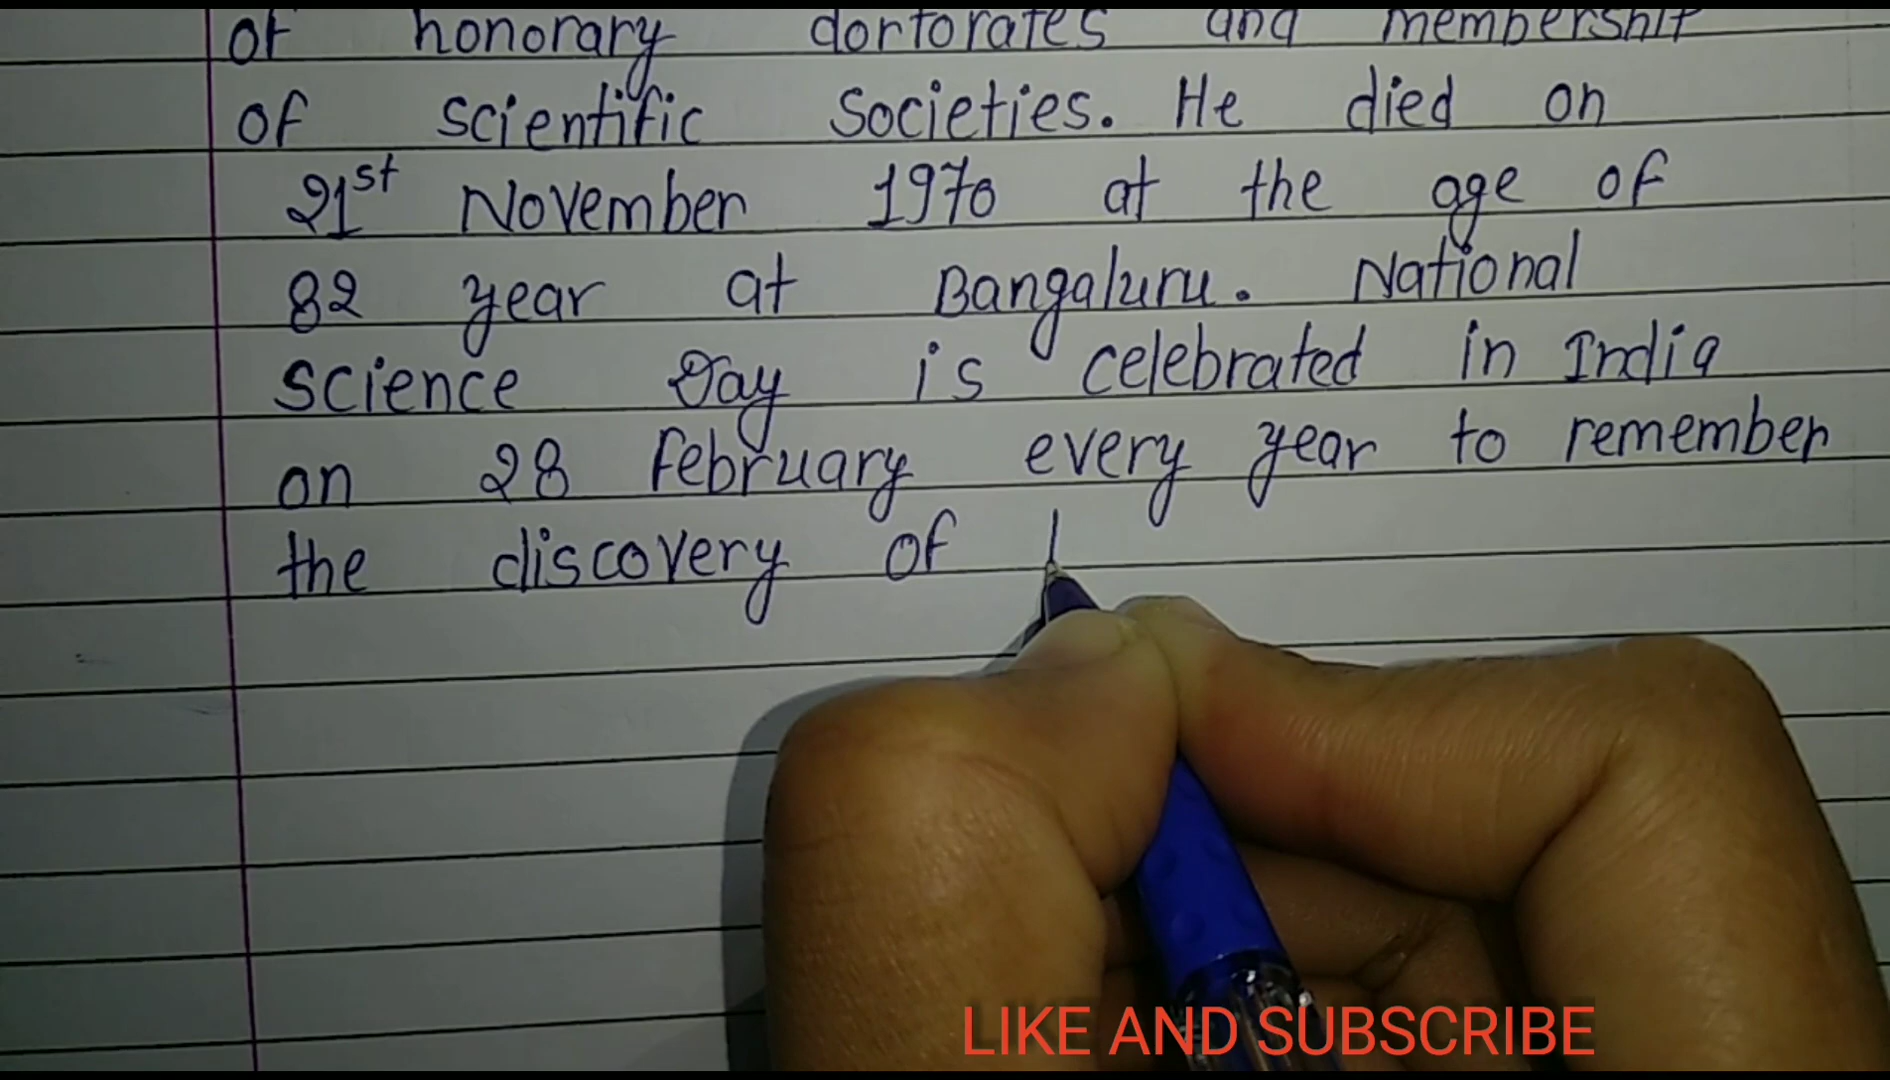 of honorary dortorates and membership
of scientific Societies. He died on
21st November 1970 at the age of
82 year at Bangaluru. National
science Day is celebrated in India
on 28 February every year to remember
the discovery of
LIKE AND SUBSCRIBE